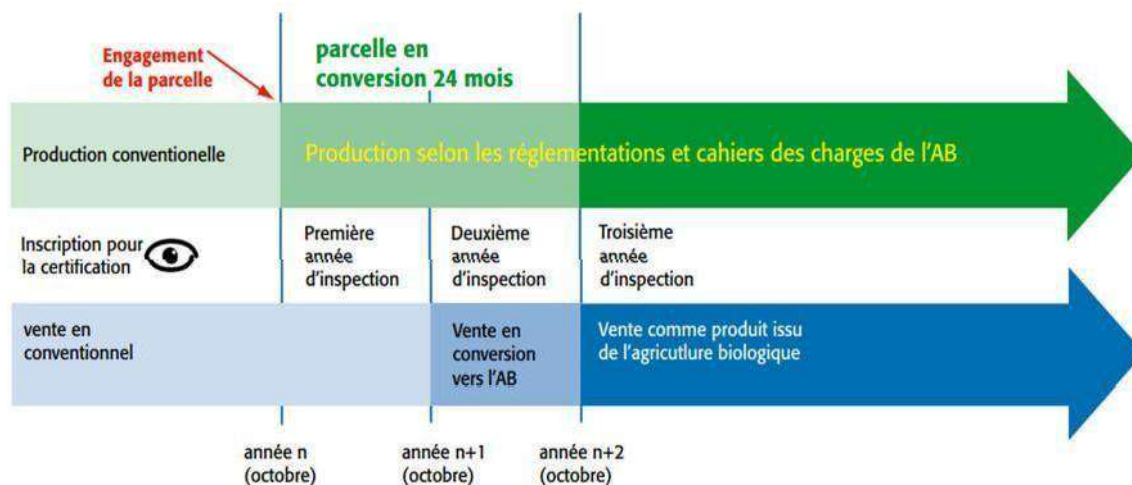 Engagement
de la parcelle
parcelle en
conversion 24 mois
Production conventionelle
Production selon les réglementations et cahiers des charges de l'AB
Inscription pour
la certification
Première
année
d'inspection
Deuxième
année
d'inspection
Troisième
année
d'inspection
vente en
conventionnel
Vente en
conversion
vers l'AB
Vente comme produit issu
de l'agricutlure biologique
année n
(octobre)
année n+1
(octobre)
année n+2
(octobre)